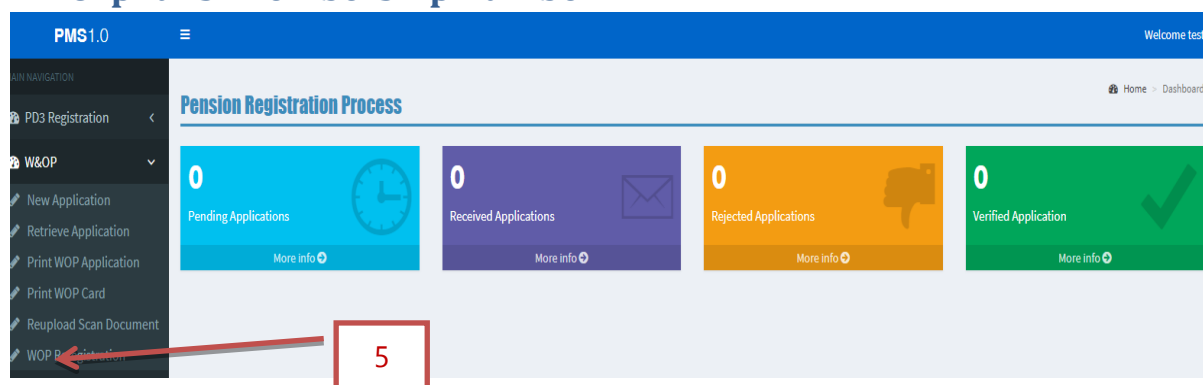 PMS1.0
Welcome test
MAIN NAVIGATION
Home > Dashboard
Pension Registration Process
PD3 Registration
W&OP
0
Pending Applications
More info
0
Received Applications
More info
0
Rejected Applications
More info
0
Verified Application
More info
New Application
Retrieve Application
Print WOP Application
Print WOP Card
Reupload Scan Document
WOP
5